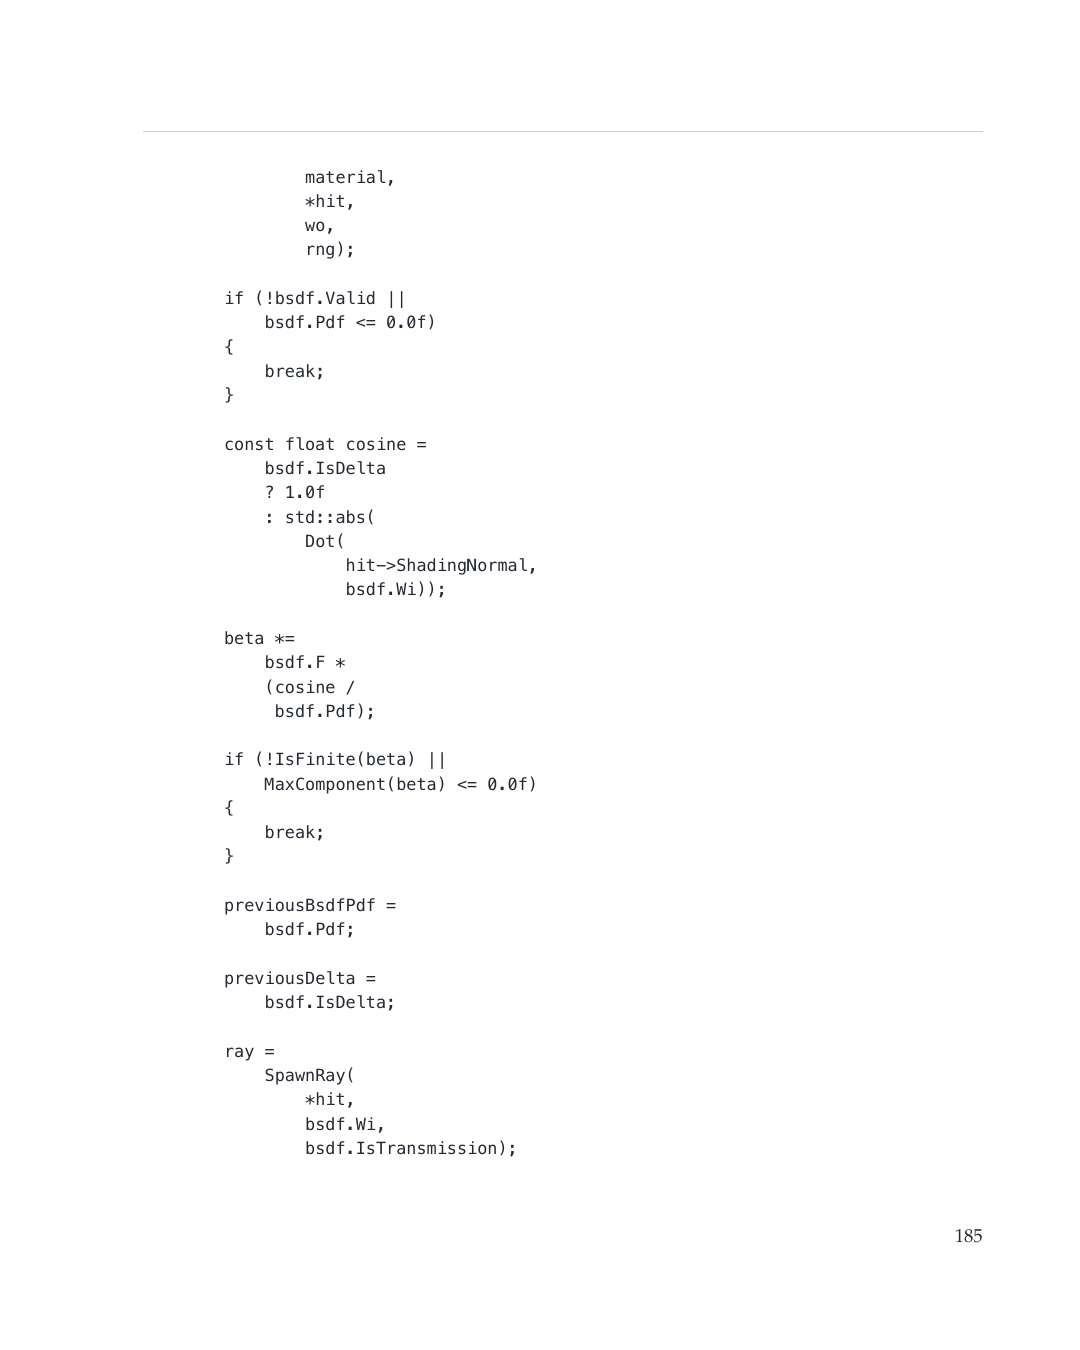 material,
*hit,
wo,
rng);
if (!bsdf.Valid ||
bsdf.Pdf <= 0.0f)
{
break;
}
const float cosine =
bsdf.IsDelta
? 1.0f
: std::abs(
Dot(
hit->ShadingNormal,
bsdf.Wi));
beta *=
bsdf.F *
(cosine /
bsdf.Pdf);
if (!IsFinite(beta) ||
MaxComponent(beta) <= 0.0f)
{
break;
}
previousBsdfPdf =
bsdf.Pdf;
previousDelta =
bsdf.IsDelta;
ray =
SpawnRay(
*hit,
bsdf.Wi,
bsdf.IsTransmission);
185